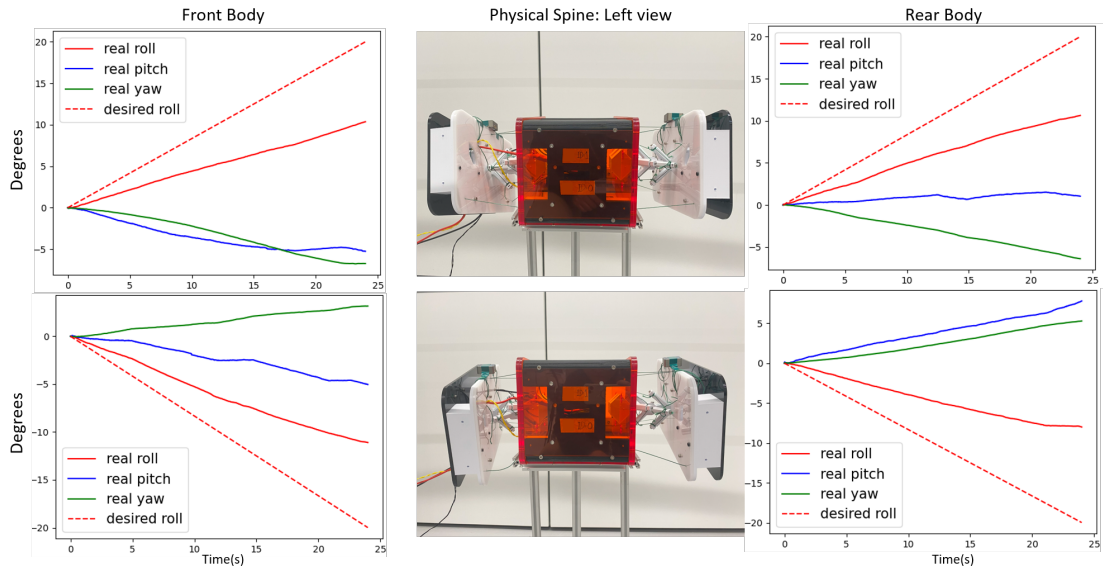 Front Body
Physical Spine: Left view
Rear Body
Degrees
20
15
10
5
0
−5
0
5
10
15
20
25
real roll
real pitch
real yaw
desired roll
20
15
10
5
0
−5
0
5
10
15
20
25
real roll
real pitch
real yaw
desired roll
Degrees
0
−5
−10
−15
−20
0
5
10
15
20
25
Time(s)
real roll
real pitch
real yaw
desired roll
5
0
−5
−10
−15
−20
0
5
10
15
20
25
Time(s)
real roll
real pitch
real yaw
desired roll